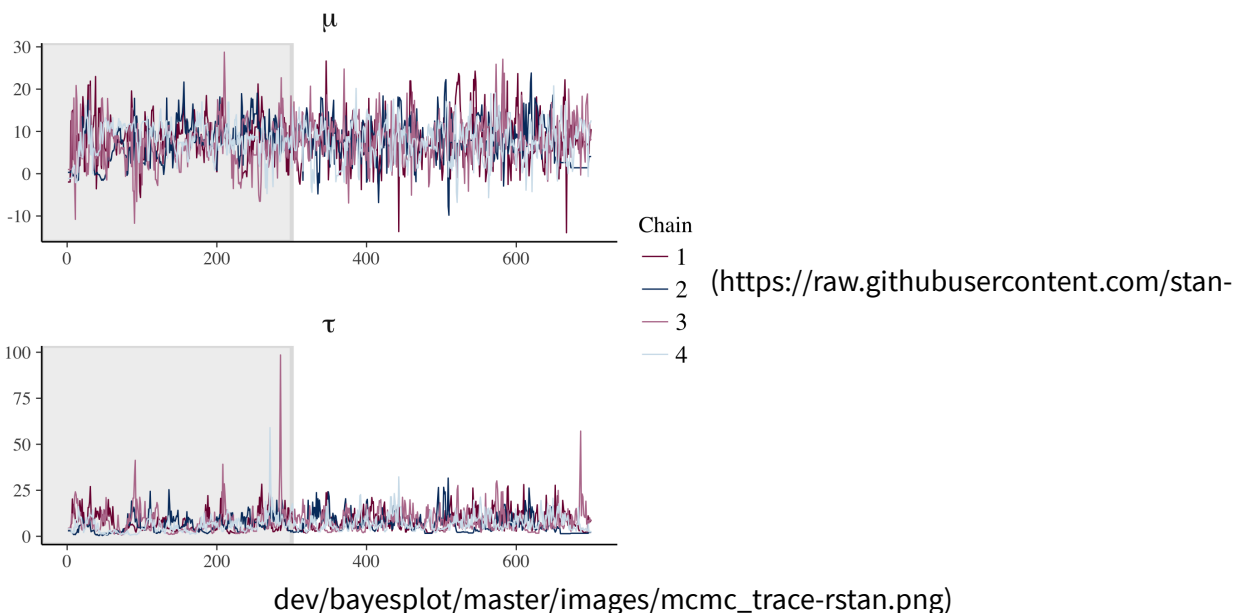 μ
30
20
10
0
-10
0 200 400 600
Chain
1
2 (https://raw.githubusercontent.com/stan-
3
4
τ
100
75
50
25
0
0 200 400 600
dev/bayesplot/master/images/mcmc_trace-rstan.png)